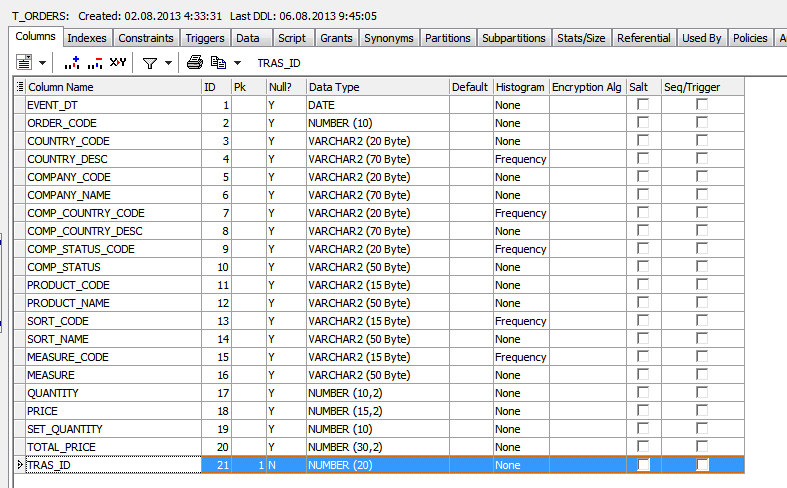 T_ORDERS: Created: 02.08.2013 4:33:31 Last DDL: 06.08.2013 9:45:05
Columns Indexes Constraints Triggers Data Script Grants Synonyms Partitions Subpartitions Stats/Size Referential Used By Policies
TRAS_ID
Column Name ID Pk Null? Data Type Default Histogram Encryption Alg Salt Seq/Trigger
EVENT_DT 1 Y DATE None
ORDER_CODE 2 Y NUMBER (10) None
COUNTRY_CODE 3 Y VARCHAR2 (20 Byte) None
COUNTRY_DESC 4 Y VARCHAR2 (70 Byte) Frequency
COMPANY_CODE 5 Y VARCHAR2 (20 Byte) None
COMPANY_NAME 6 Y VARCHAR2 (70 Byte) None
COMP_COUNTRY_CODE 7 Y VARCHAR2 (20 Byte) Frequency
COMP_COUNTRY_DESC 8 Y VARCHAR2 (70 Byte) None
COMP_STATUS_CODE 9 Y VARCHAR2 (20 Byte) Frequency
COMP_STATUS 10 Y VARCHAR2 (50 Byte) None
PRODUCT_CODE 11 Y VARCHAR2 (15 Byte) None
PRODUCT_NAME 12 Y VARCHAR2 (50 Byte) None
SORT_CODE 13 Y VARCHAR2 (15 Byte) Frequency
SORT_NAME 14 Y VARCHAR2 (50 Byte) None
MEASURE_CODE 15 Y VARCHAR2 (15 Byte) Frequency
MEASURE 16 Y VARCHAR2 (50 Byte) None
QUANTITY 17 Y NUMBER (10,2) None
PRICE 18 Y NUMBER (15,2) None
SET_QUANTITY 19 Y NUMBER (10) None
TOTAL_PRICE 20 Y NUMBER (30,2) None
TRAS_ID 21 1 N NUMBER (20) None